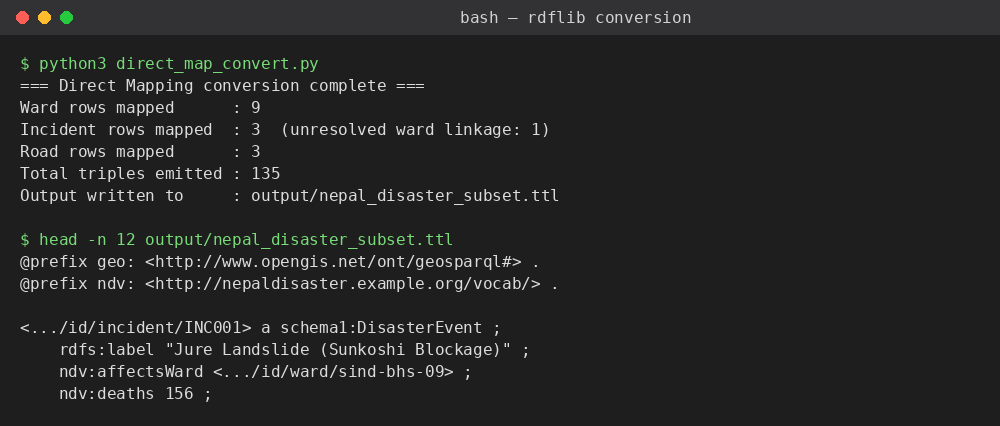 bash — rdflib conversion
$ python3 direct_map_convert.py
=== Direct Mapping conversion complete ===
Ward rows mapped      : 9
Incident rows mapped  : 3  (unresolved ward linkage: 1)
Road rows mapped      : 3
Total triples emitted : 135
Output written to     : output/nepal_disaster_subset.ttl
$ head -n 12 output/nepal_disaster_subset.ttl
@prefix geo: <http://www.opengis.net/ont/geosparql#> .
@prefix ndv: <http://nepaldisaster.example.org/vocab/> .
<.../id/incident/INC001> a schema1:DisasterEvent ;
    rdfs:label "Jure Landslide (Sunkoshi Blockage)" ;
    ndv:affectsWard <.../id/ward/sind-bhs-09> ;
    ndv:deaths 156 ;